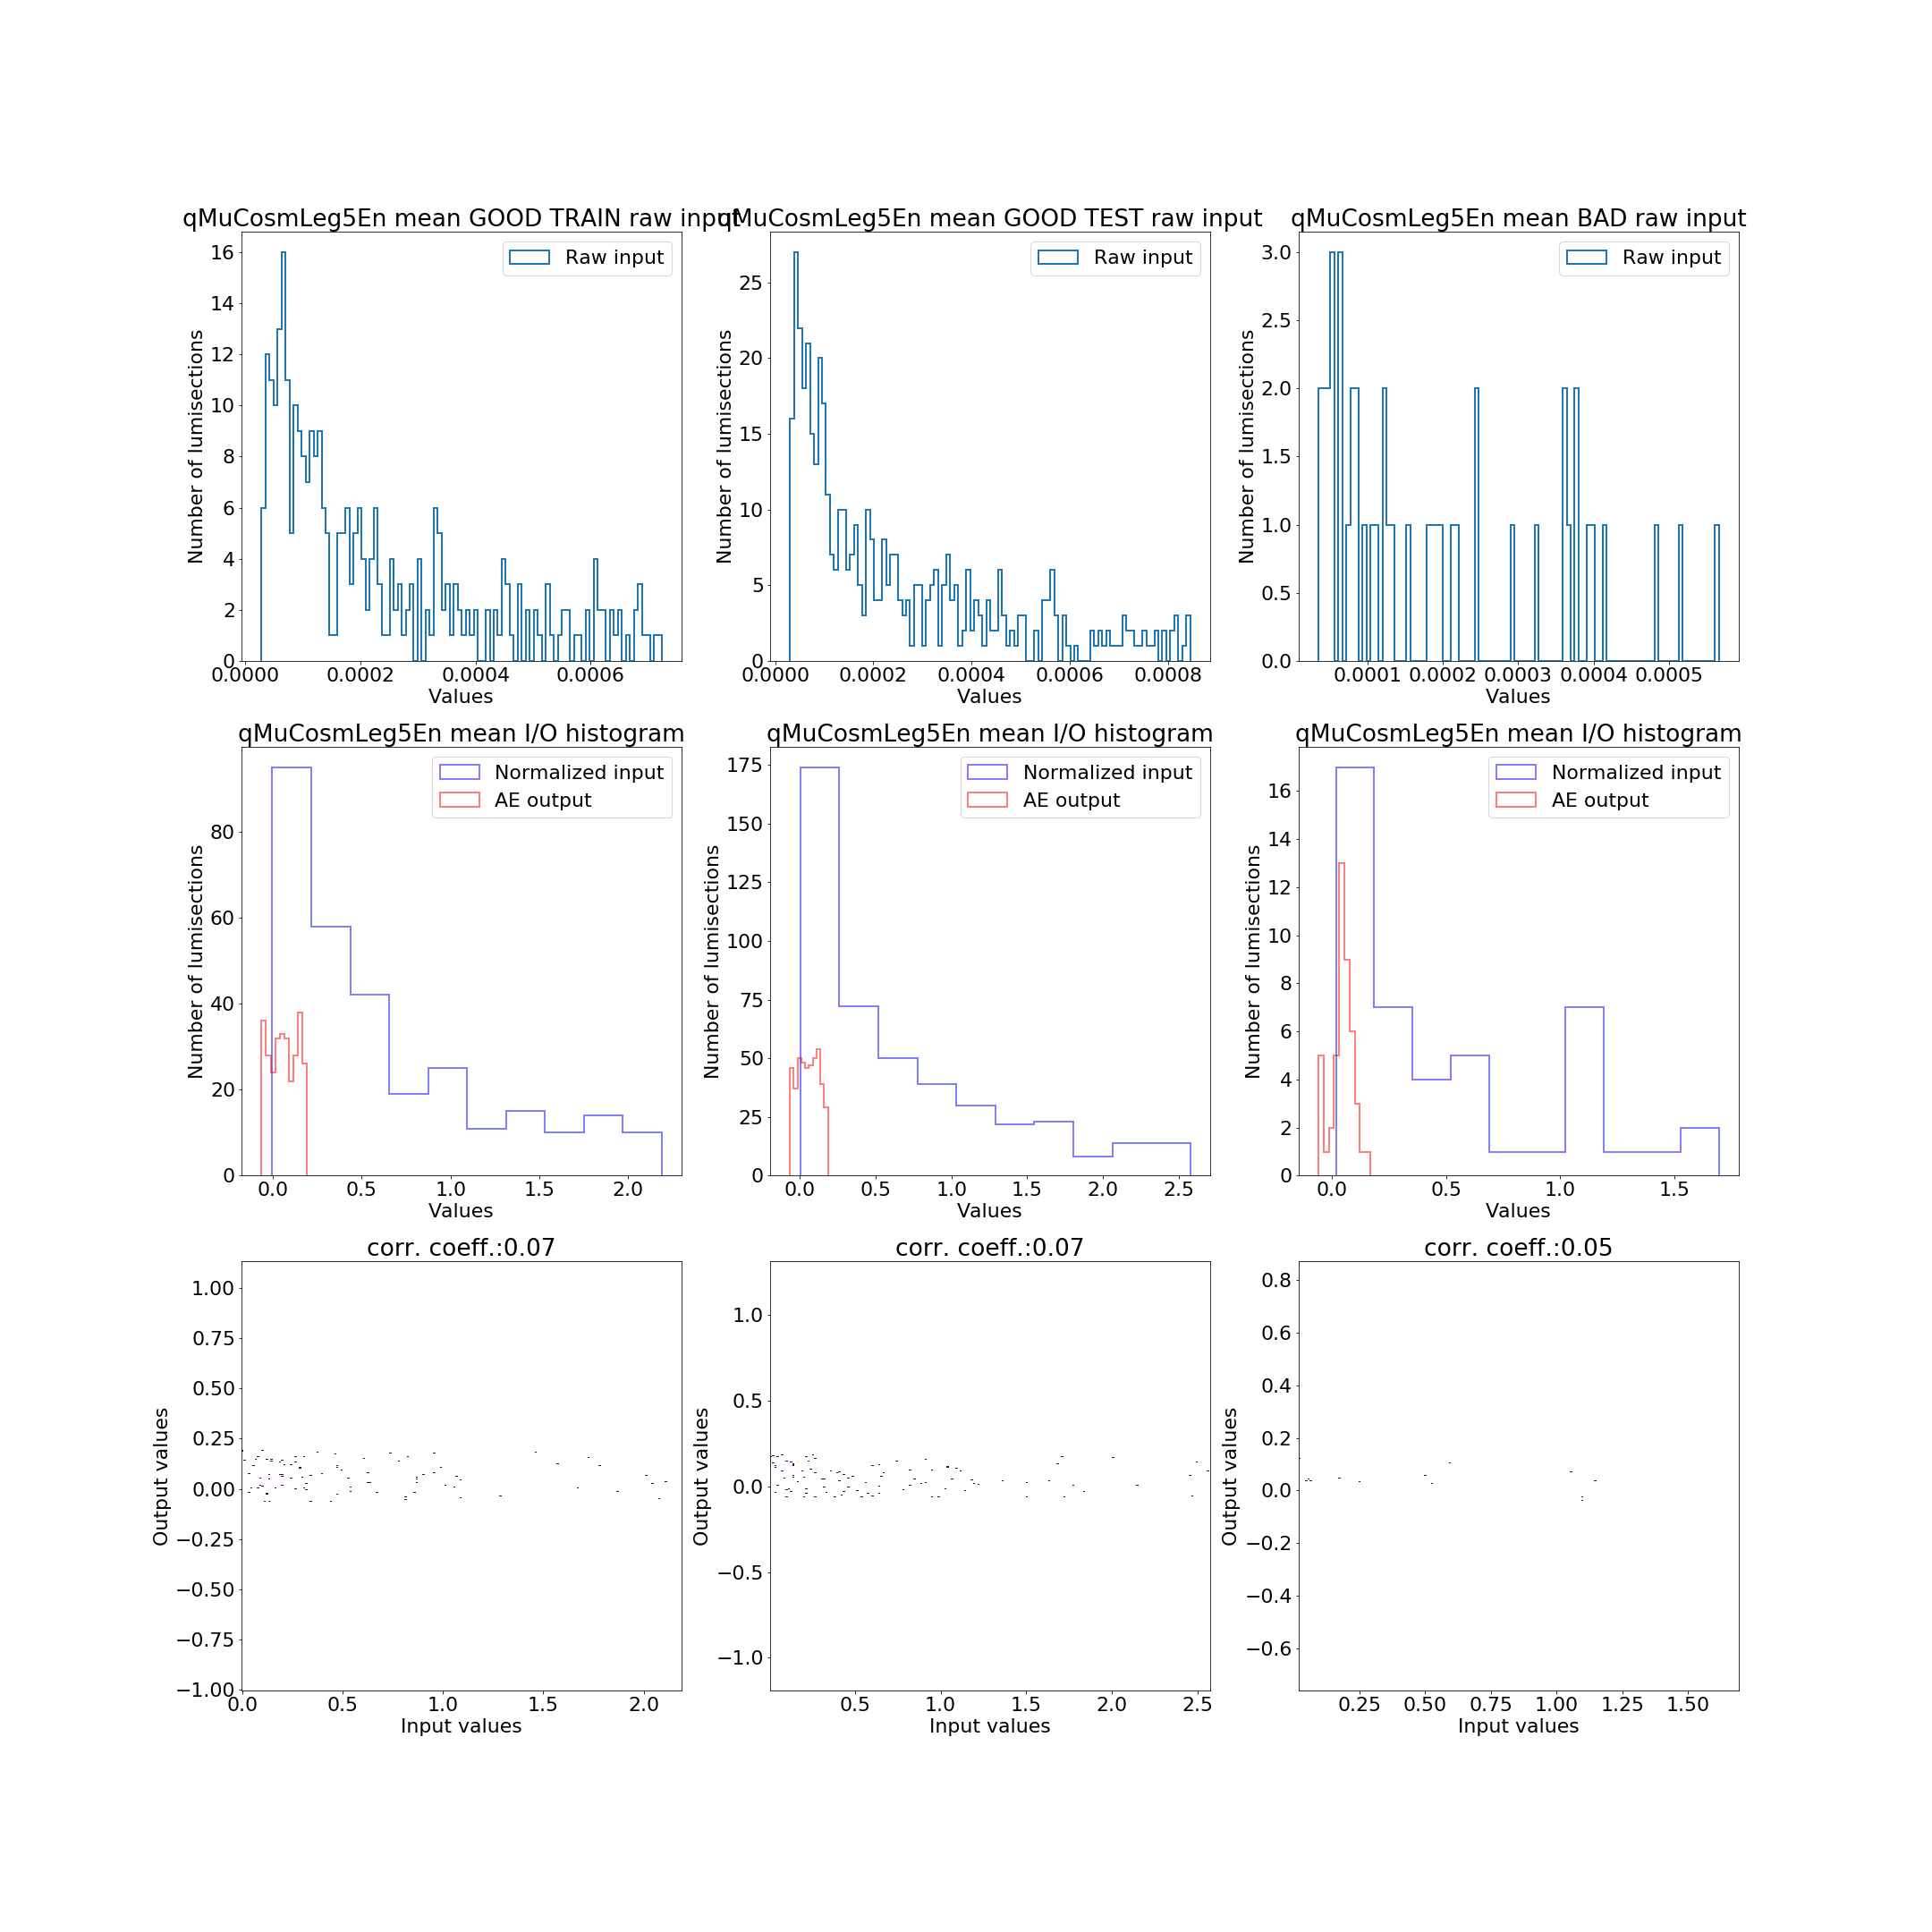 qMuCosmLeg5En mean GOOD TRAIN raw input
Raw input
Number of lumisections
16
14
12
10
8
6
4
2
0
0.0000 0.0002 0.0004 0.0006
Values
qMuCosmLeg5En mean GOOD TEST raw input
Raw input
Number of lumisections
25
20
15
10
5
0
0.0000 0.0002 0.0004 0.0006 0.0008
Values
qMuCosmLeg5En mean BAD raw input
Raw input
Number of lumisections
3.0
2.5
2.0
1.5
1.0
0.5
0.0
0.0001 0.0002 0.0003 0.0004 0.0005
Values
qMuCosmLeg5En mean I/O histogram
Normalized input
AE output
Number of lumisections
80
60
40
20
0
0.0 0.5 1.0 1.5 2.0
Values
qMuCosmLeg5En mean I/O histogram
Normalized input
AE output
Number of lumisections
175
150
125
100
75
50
25
0
0.0 0.5 1.0 1.5 2.0 2.5
Values
qMuCosmLeg5En mean I/O histogram
Normalized input
AE output
Number of lumisections
16
14
12
10
8
6
4
2
0
0.0 0.5 1.0 1.5
Values
corr. coeff.:0.07
Output values
1.00
0.75
0.50
0.25
0.00
−0.25
−0.50
−0.75
−1.00
0.0 0.5 1.0 1.5 2.0
Input values
corr. coeff.:0.07
Output values
1.0
0.5
0.0
−0.5
−1.0
0.5 1.0 1.5 2.0 2.5
Input values
corr. coeff.:0.05
Output values
0.8
0.6
0.4
0.2
0.0
−0.2
−0.4
−0.6
0.25 0.50 0.75 1.00 1.25 1.50
Input values